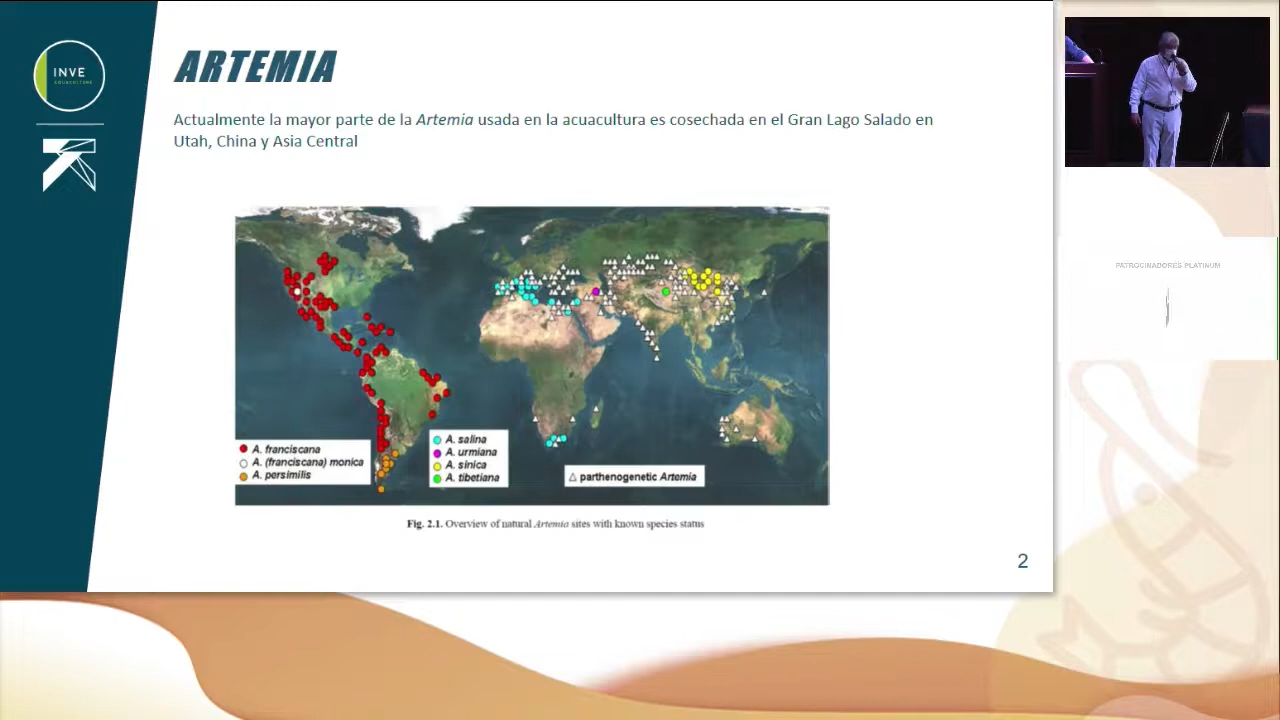 INVE
AQUACULTURE
ARTEMIA
Actualmente la mayor parte de la Artemia usada en la acuacultura es cosechada en el Gran Lago Salado en
Utah, China y Asia Central
A. franciscana
A. (franciscana) monica
A. persimilis
A. salina
A. urmiana
A. sinica
A. tibetiana
parthenogenetic Artemia
Fig. 2.1. Overview of natural Artemia sites with known species status
2
PATROCINADORES PLATINUM